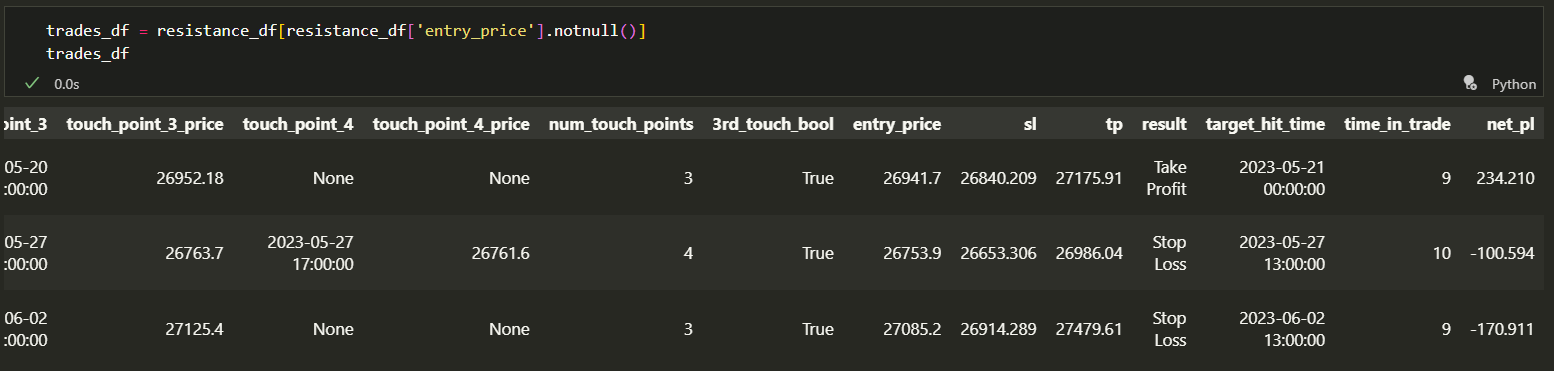 trades_df = resistance_df[resistance_df['entry_price'].notnull()]
trades_df
0.0s
Python
oint_3 touch_point_3_price touch_point_4 touch_point_4_price num_touch_points 3rd_touch_bool entry_price sl tp result target_hit_time time_in_trade net_pl
05-20 :00:00 26952.18 None None 3 True 26941.7 26840.209 27175.91 Take Profit 2023-05-21 00:00:00 9 234.210
05-27 :00:00 26763.7 2023-05-27 17:00:00 26761.6 4 True 26753.9 26653.306 26986.04 Stop Loss 2023-05-27 13:00:00 10 -100.594
06-02 :00:00 27125.4 None None 3 True 27085.2 26914.289 27479.61 Stop Loss 2023-06-02 13:00:00 9 -170.911